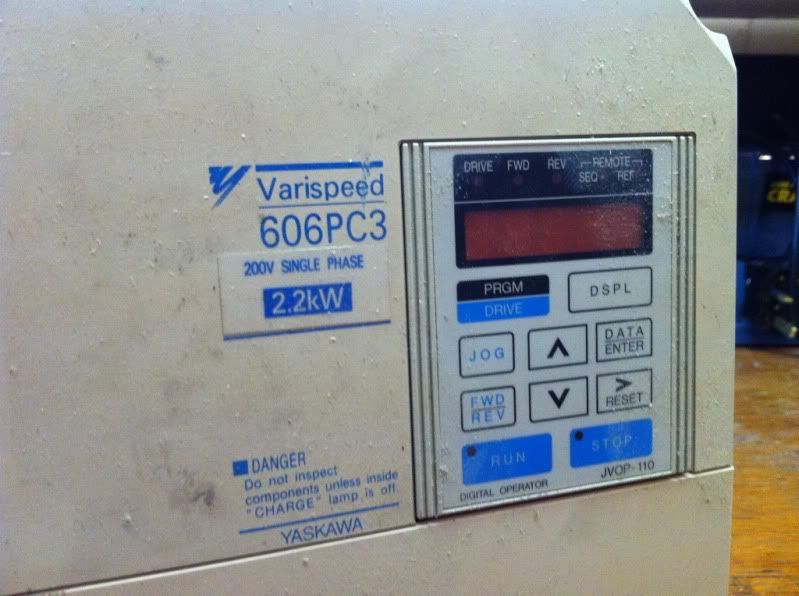 Varispeed
606PC3
200V SINGLE PHASE
2.2kW
DANGER
Do not inspect
components unless inside
"CHARGE" lamp is off.
YASKAWA
DRIVE FWD REV REMOTE
SEQ REF
PRGM
DRIVE
DSPL
JOG
∧
DATA
ENTER
FWD
REV
∨
>
RESET
RUN
STOP
JVOP-110
DIGITAL OPERATOR